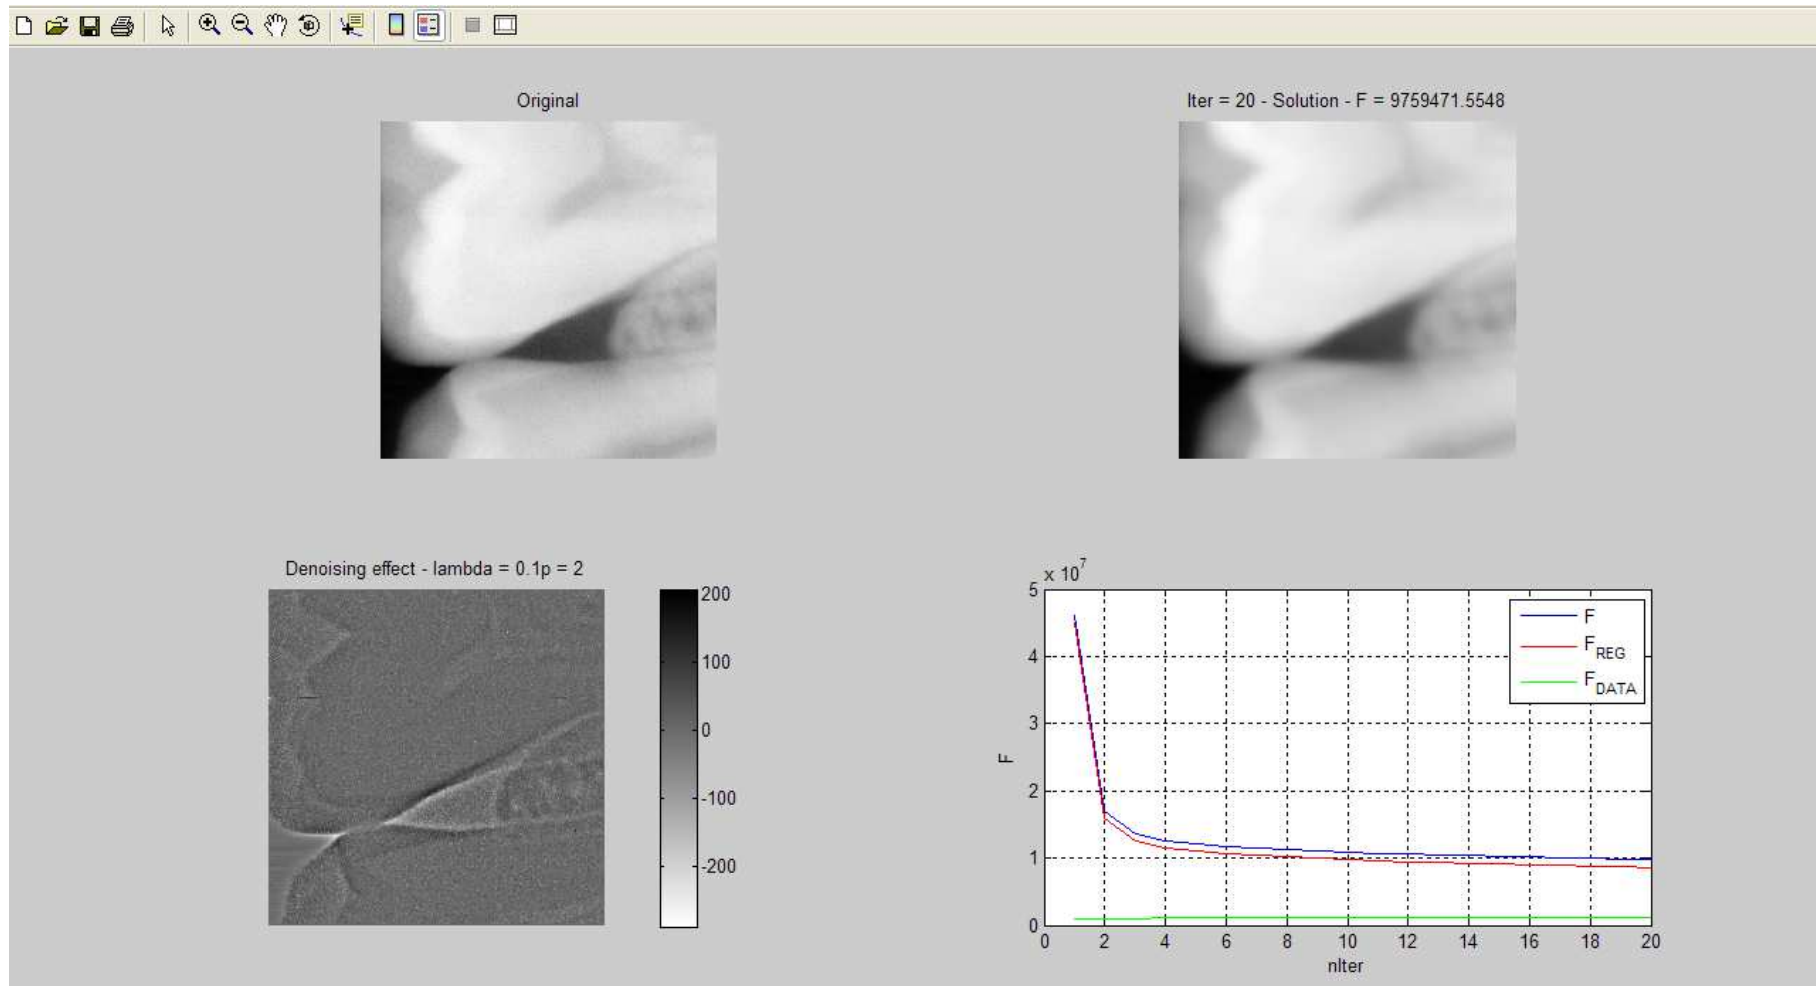 Original
Iter = 20 - Solution - F = 9759471.5548
Denoising effect - lambda = 0.1p = 2
200
100
0
-100
-200
x 10^7
5
4
3
2
1
0
F
F
F_REG
F_DATA
0 2 4 6 8 10 12 14 16 18 20
nIter